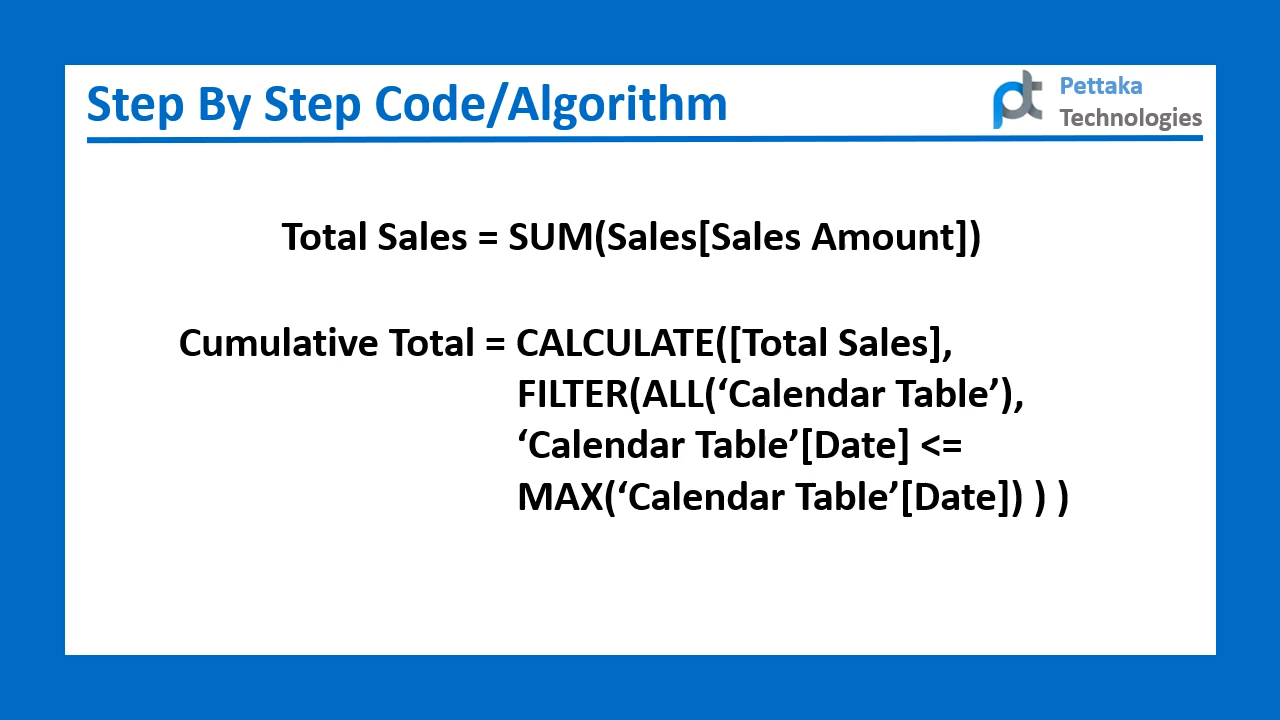 Step By Step Code/Algorithm
Pettaka
Technologies
Total Sales = SUM(Sales[Sales Amount])
Cumulative Total = CALCULATE([Total Sales],
FILTER(ALL(‘Calendar Table’),
‘Calendar Table’[Date] <=
MAX(‘Calendar Table’[Date]) ) )